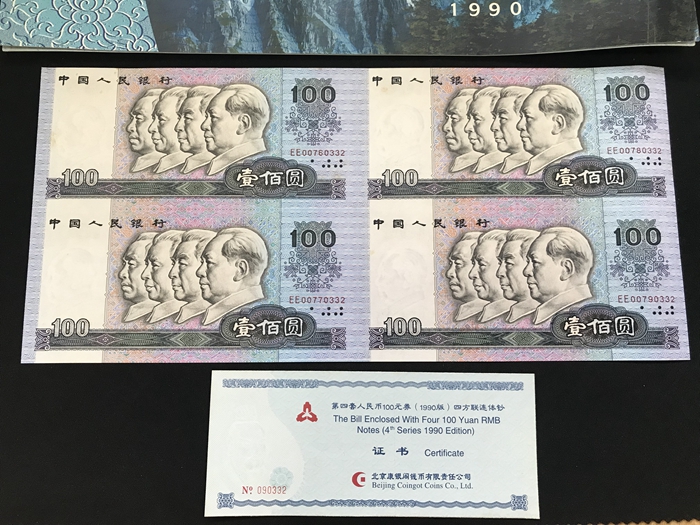 1990
中国人民银行
100
EE00760332
100
壹佰圆
中国人民银行
100
EE00780332
100
壹佰圆
中国人民银行
100
EE00770332
100
壹佰圆
中国人民银行
100
EE00790332
100
壹佰圆
第四套人民币100元券(1990版)四方联连体钞
The Bill Enclosed With Four 100 Yuan RMB
Notes (4th Series 1990 Edition)
证书 Certificate
北京康银阁钱币有限责任公司
Beijing Coingot Coins Co., Ltd.
№ 090332